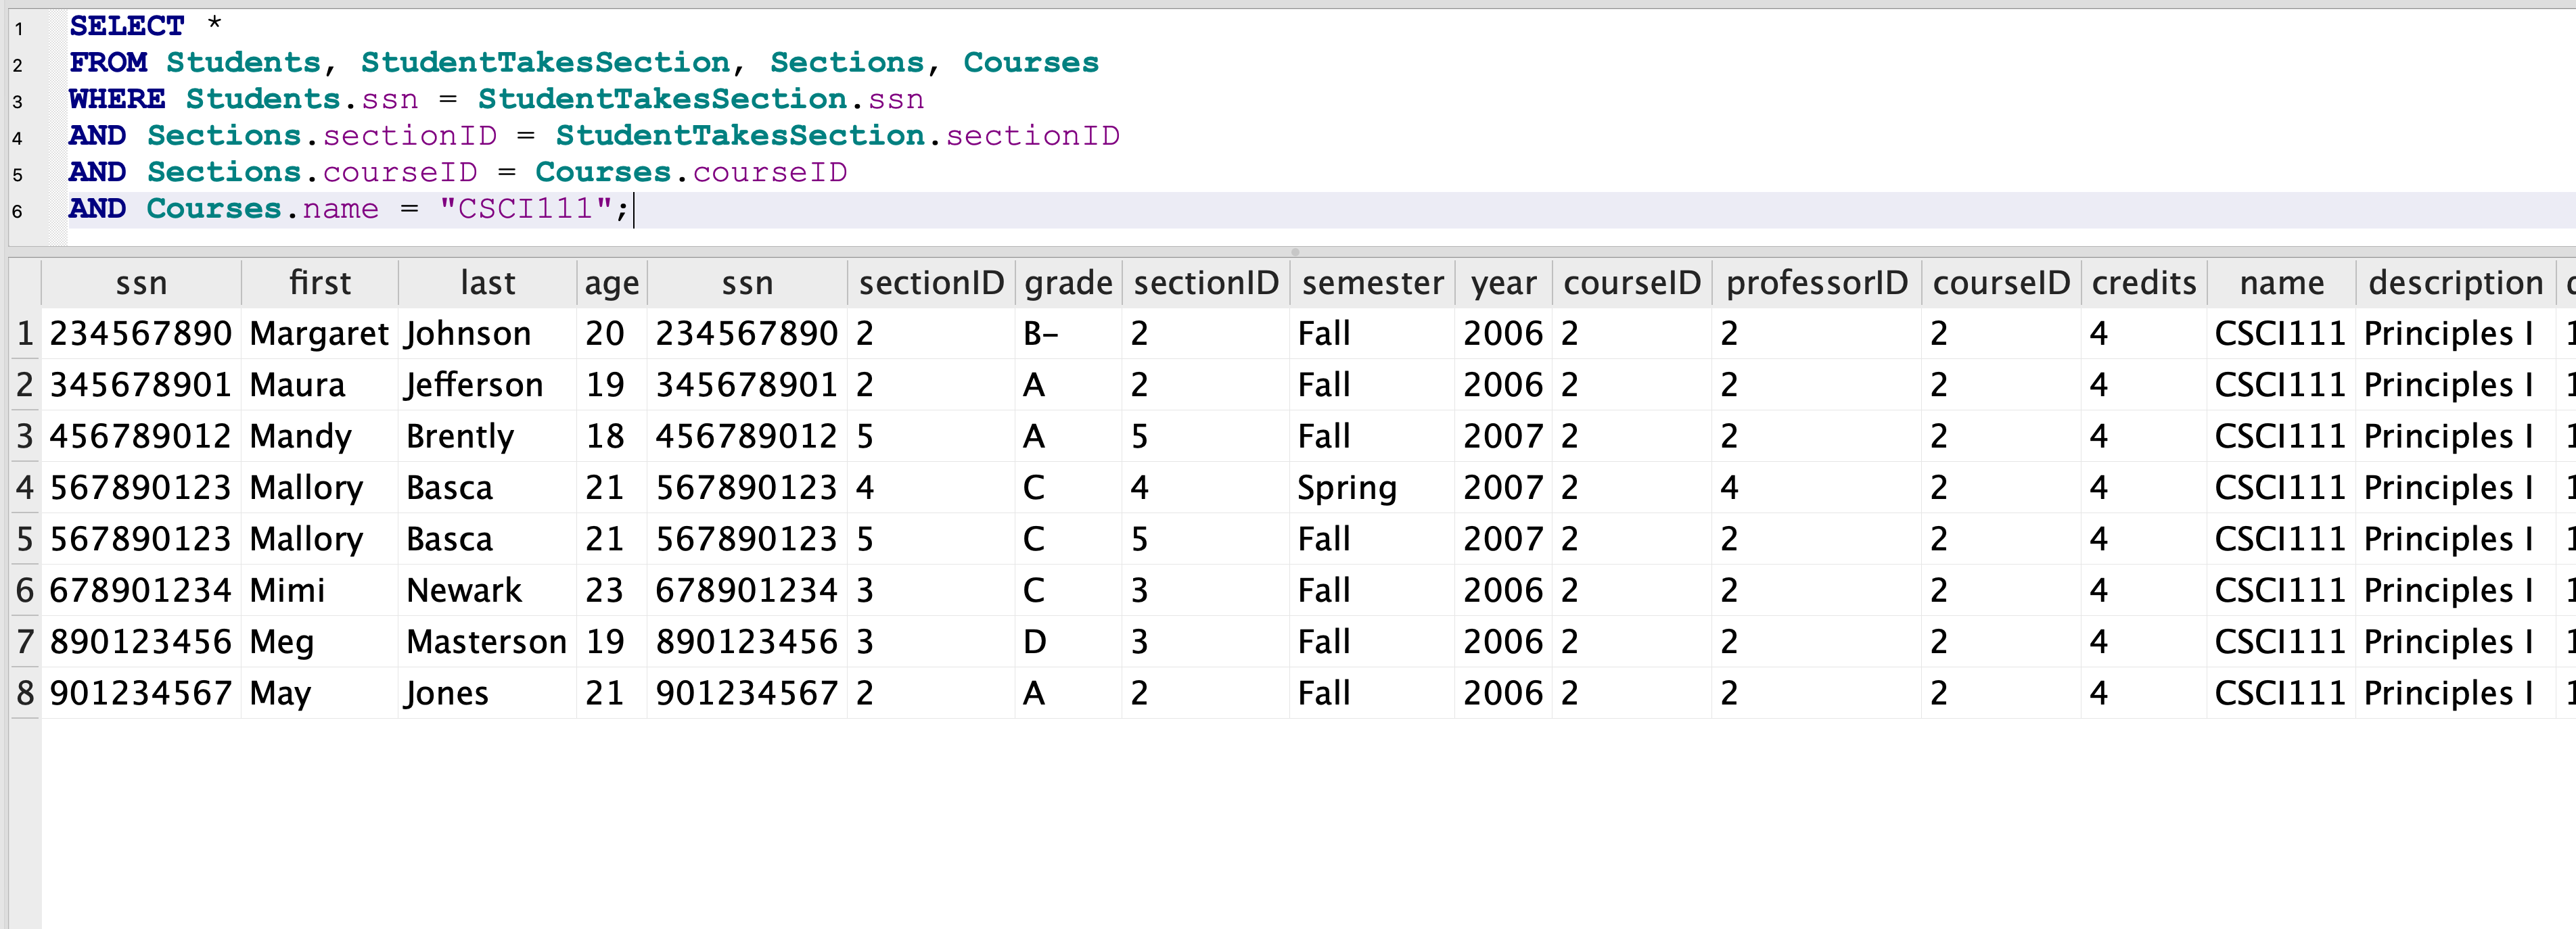 1 SELECT *
2 FROM Students, StudentTakesSection, Sections, Courses
3 WHERE Students.ssn = StudentTakesSection.ssn
4 AND Sections.sectionID = StudentTakesSection.sectionID
5 AND Sections.courseID = Courses.courseID
6 AND Courses.name = "CSCI111";
ssn first last age ssn sectionID grade sectionID semester year courseID professorID courseID credits name description
1 234567890 Margaret Johnson 20 234567890 2 B- 2 Fall 2006 2 2 2 4 CSCI111 Principles I
2 345678901 Maura Jefferson 19 345678901 2 A 2 Fall 2006 2 2 2 4 CSCI111 Principles I
3 456789012 Mandy Brently 18 456789012 5 A 5 Fall 2007 2 2 2 4 CSCI111 Principles I
4 567890123 Mallory Basca 21 567890123 4 C 4 Spring 2007 2 4 2 4 CSCI111 Principles I
5 567890123 Mallory Basca 21 567890123 5 C 5 Fall 2007 2 2 2 4 CSCI111 Principles I
6 678901234 Mimi Newark 23 678901234 3 C 3 Fall 2006 2 2 2 4 CSCI111 Principles I
7 890123456 Meg Masterson 19 890123456 3 D 3 Fall 2006 2 2 2 4 CSCI111 Principles I
8 901234567 May Jones 21 901234567 2 A 2 Fall 2006 2 2 2 4 CSCI111 Principles I